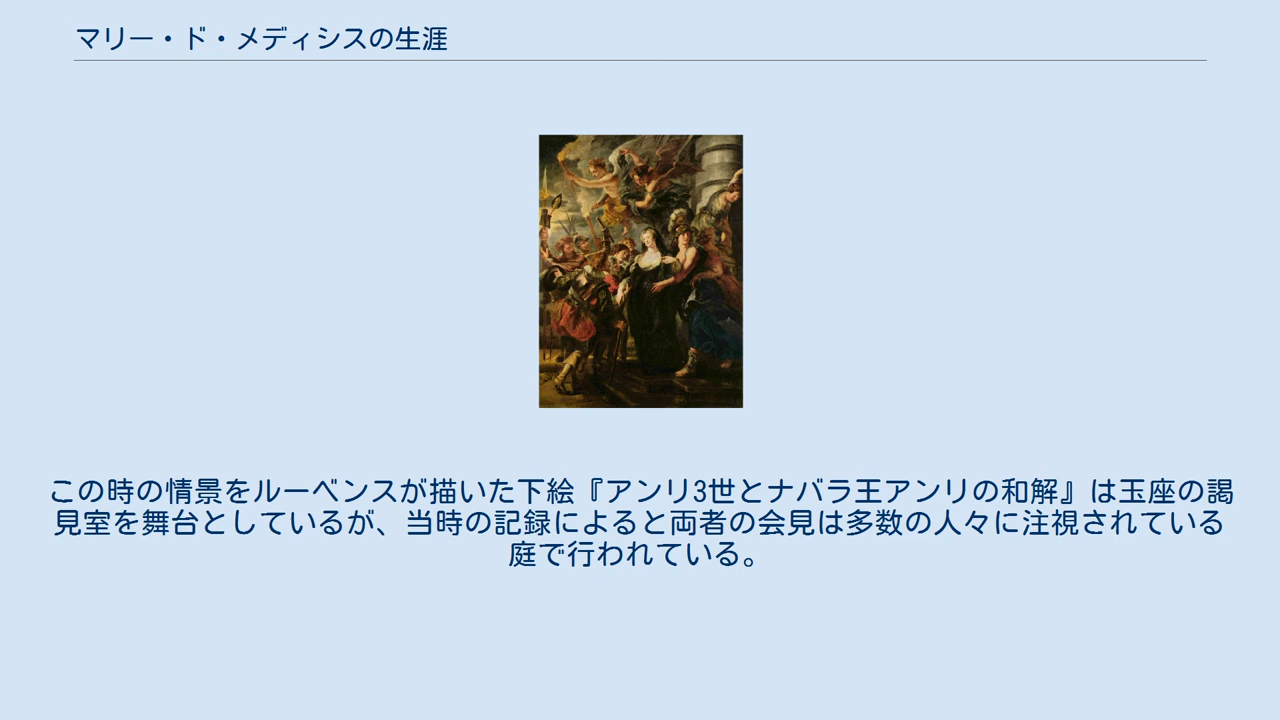 マリー・ド・メディシスの生涯
この時の情景をルーベンスが描いた下絵『アンリ3世とナバラ王アンリの和解』は玉座の謁
見室を舞台としているが、当時の記録によると両者の会見は多数の人々に注視されている
庭で行われている。